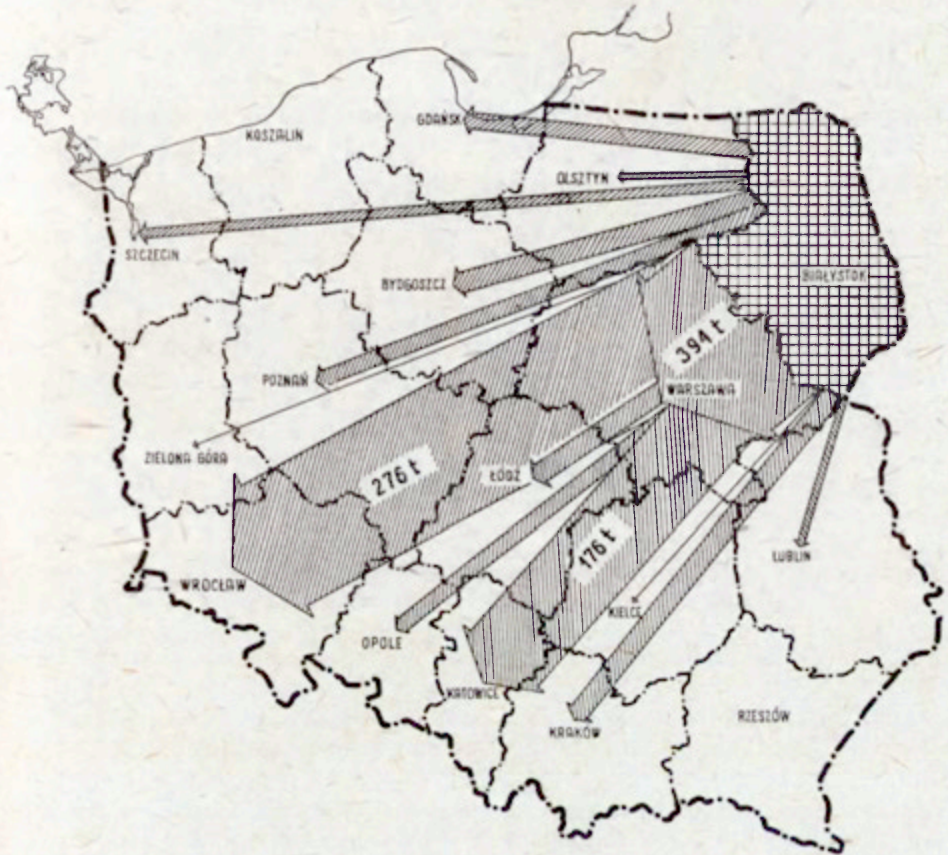 GDAŃSK
KOSZALIN
OLSZTYN
SZCZECIN
BIAŁYSTOK
BYDGOSZCZ
394 t
POZNAŃ
WARSZAWA
ZIELONA GÓRA
276 t
ŁÓDŹ
176 t
LUBLIN
WROCŁAW
KIELCE
OPOLE
KATOWICE
RZESZÓW
KRAKÓW